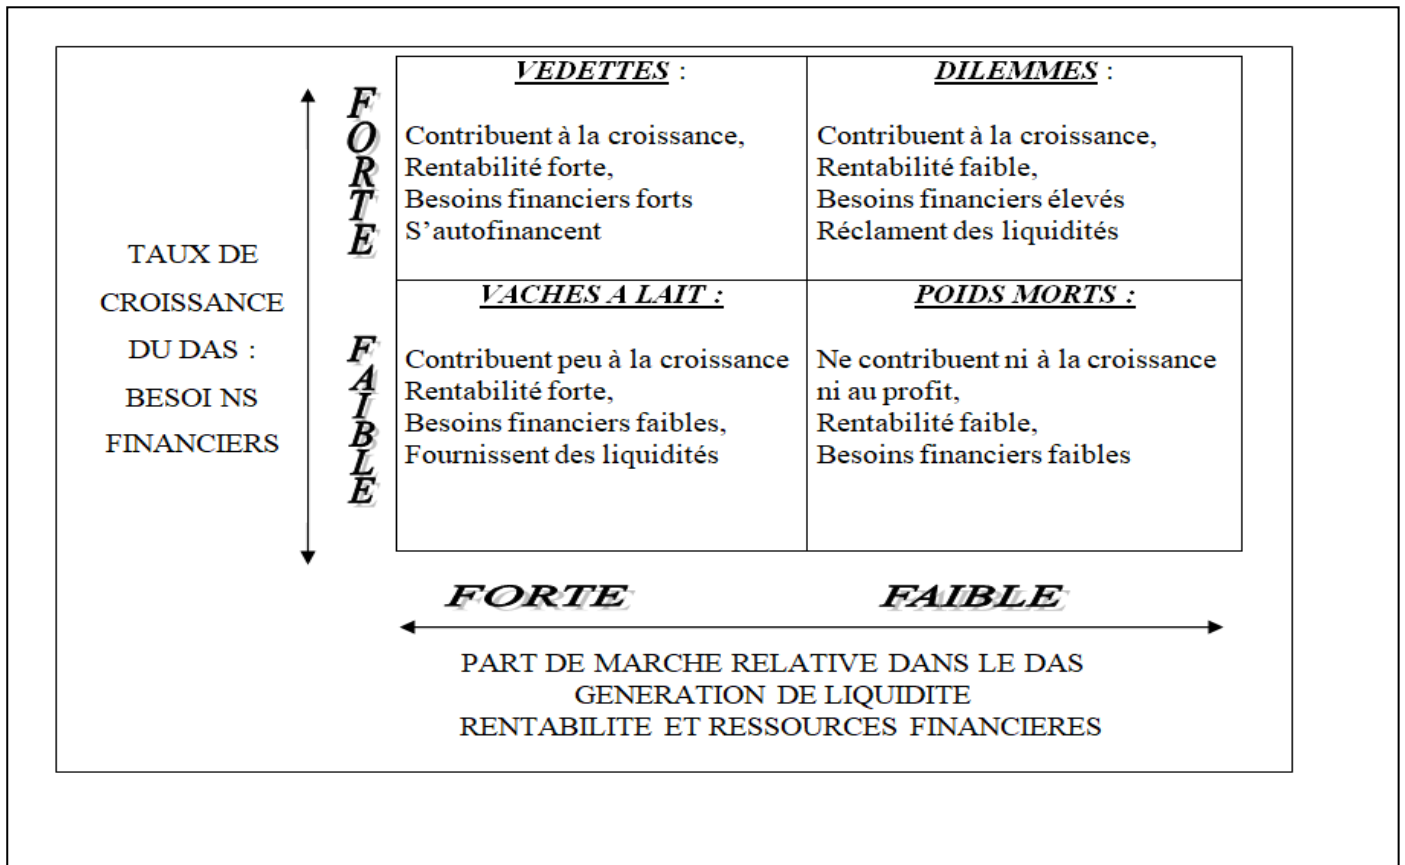 VEDETTES :
Contribuent à la croissance,
Rentabilité forte,
Besoins financiers forts
S’autofinancent
DILEMMES :
Contribuent à la croissance,
Rentabilité faible,
Besoins financiers élevés
Réclament des liquidités
FORTE
TAUX DE
CROISSANCE
DU DAS :
BESOI NS
FINANCIERS
FAIBLE
VACHES A LAIT :
Contribuent peu à la croissance
Rentabilité forte,
Besoins financiers faibles,
Fournissent des liquidités
POIDS MORTS :
Ne contribuent ni à la croissance
ni au profit,
Rentabilité faible,
Besoins financiers faibles
FORTE
FAIBLE
PART DE MARCHE RELATIVE DANS LE DAS
GENERATION DE LIQUIDITE
RENTABILITE ET RESSOURCES FINANCIERES